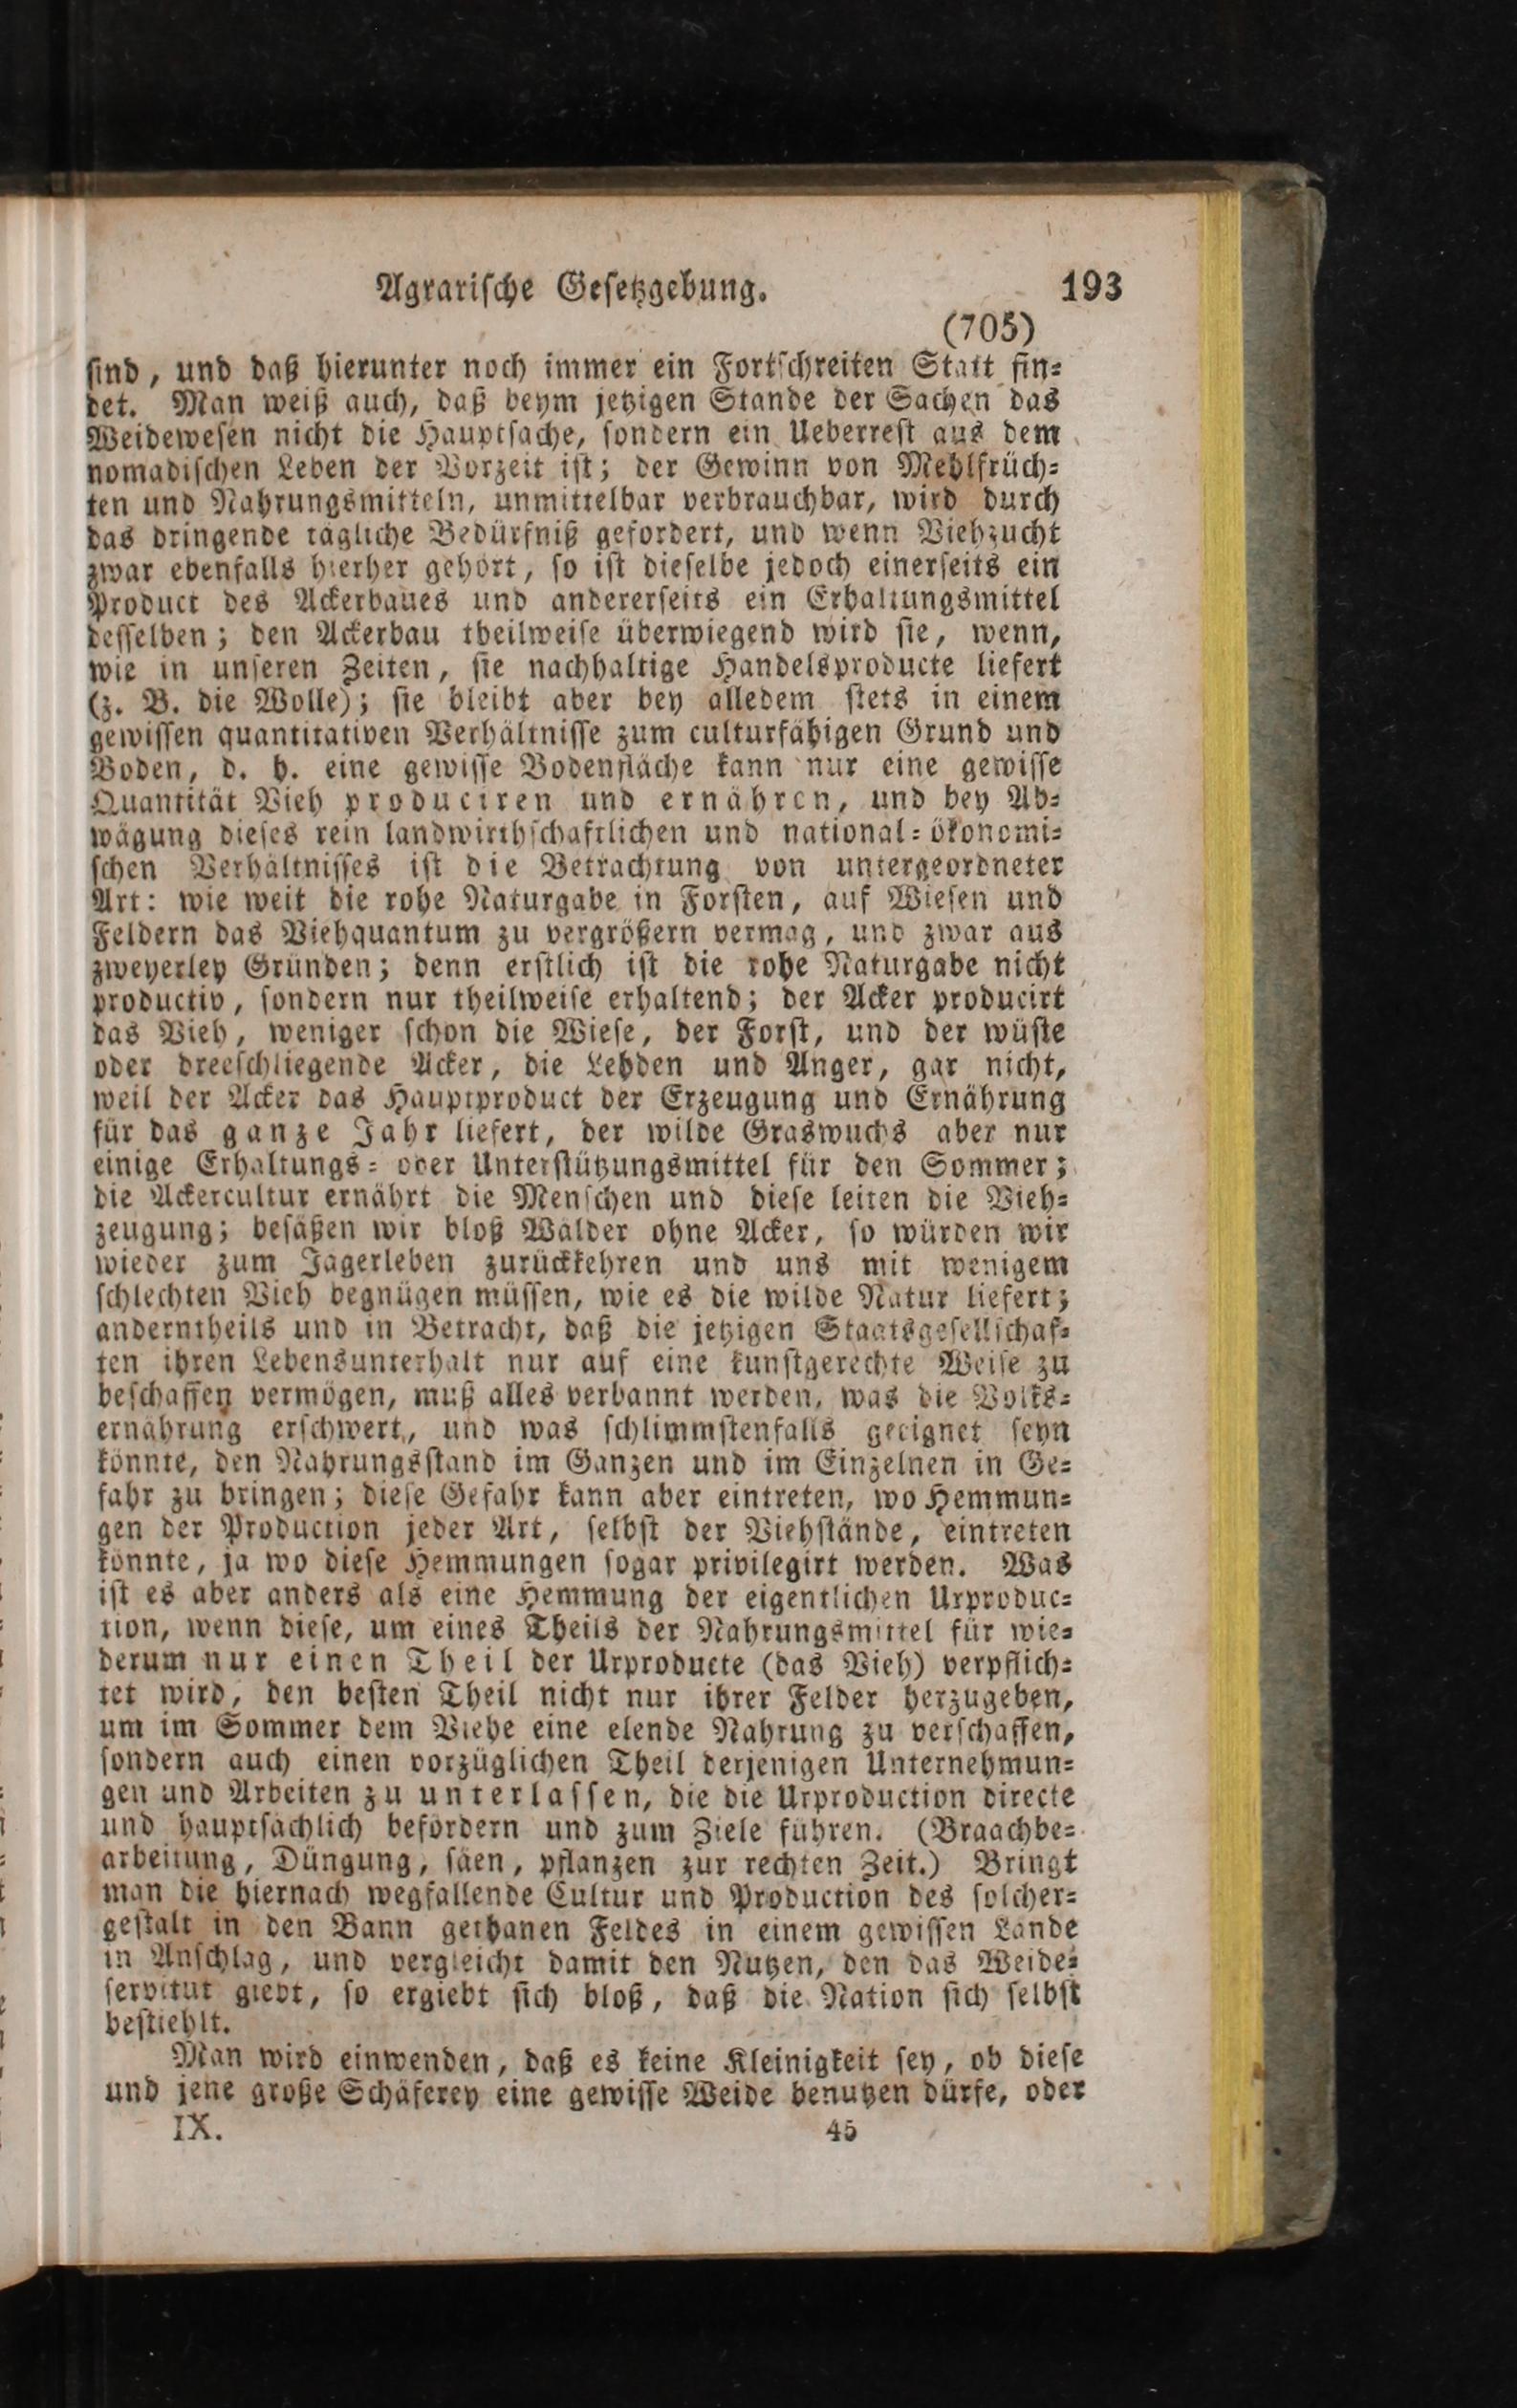 Agrarische Gesetzgebung. 193
(705)
sind, und daß hierunter noch immer ein Fortschreiten Statt fin=
det. Man weiß auch, daß beym jetzigen Stande der Sachen das
Weidewesen nicht die Hauptsache, sondern ein Ueberrest aus dem
nomadischen Leben der Vorzeit ist; der Gewinn von Mehlfrüch=
ten und Nahrungsmitteln, unmittelbar verbrauchbar, wird durch
das dringende tägliche Bedürfniß gefordert, und wenn Viehzucht
zwar ebenfalls hierher gehört, so ist dieselbe jedoch einerseits ein
Product des Ackerbaues und andererseits ein Erhaltungsmittel
desselben; den Ackerbau theilweise überwiegend wird sie, wenn,
wie in unseren Zeiten, sie nachhaltige Handelsproducte liefert
(z. B. die Wolle); sie bleibt aber bey alledem stets in einem
gewissen quantitativen Verhältnisse zum culturfähigen Grund und
Boden, d. h. eine gewisse Bodenfläche kann nur eine gewisse
Quantität Vieh produciren und ernähren, und bey Ab=
wägung dieses rein landwirthschaftlichen und national=ökonomi=
schen Verhältnisses ist die Betrachtung von untergeordneter
Art: wie weit die rohe Naturgabe in Forsten, auf Wiesen und
Feldern das Viehquantum zu vergrößern vermag, und zwar aus
zweyerley Gründen; denn erstlich ist die rohe Naturgabe nicht
productiv, sondern nur theilweise erhaltend; der Acker producirt
das Vieh, weniger schon die Wiese, der Forst, und der wüste
oder dreeschliegende Acker, die Lehden und Anger, gar nicht,
weil der Acker das Hauptproduct der Erzeugung und Ernährung
für das ganze Jahr liefert, der wilde Graswuchs aber nur
einige Erhaltungs= oder Unterstützungsmittel für den Sommer;
die Ackercultur ernährt die Menschen und diese leiten die Vieh=
zeugung; besäßen wir bloß Wälder ohne Acker, so würden wir
wieder zum Jägerleben zurückkehren und uns mit wenigem
schlechten Vieh begnügen müssen, wie es die wilde Natur liefert;
anderntheils und in Betracht, daß die jetzigen Staatsgesellschaf=
ten ihren Lebensunterhalt nur auf eine kunstgerechte Weise zu
beschaffen vermögen, muß alles verbannt werden, was die Volks=
ernährung erschwert, und was schlimmstenfalls geeignet seyn
könnte, den Nahrungsstand im Ganzen und im Einzelnen in Ge=
fahr zu bringen; diese Gefahr kann aber eintreten, wo Hemmun=
gen der Production jeder Art, selbst der Viehstände, eintreten
könnte, ja wo diese Hemmungen sogar privilegirt werden. Was
ist es aber anders als eine Hemmung der eigentlichen Urproduc=
tion, wenn diese, um eines Theils der Nahrungsmittel für wie=
derum nur einen Theil der Urproducte (das Vieh) verpflich=
tet wird, den besten Theil nicht nur ihrer Felder herzugeben,
um im Sommer dem Viehe eine elende Nahrung zu verschaffen,
sondern auch einen vorzüglichen Theil derjenigen Unternehmun=
gen und Arbeiten zu unterlassen, die die Urproduction directe
und hauptsächlich befördern und zum Ziele führen. (Braachbe=
arbeitung, Düngung, säen, pflanzen zur rechten Zeit.) Bringt
man die hiernach wegfallende Cultur und Production des solcher=
gestalt in den Bann gethanen Feldes in einem gewissen Lande
in Anschlag, und vergleicht damit den Nutzen, den das Weide=
servitut giebt, so ergiebt sich bloß, daß die Nation sich selbst
bestiehlt.
Man wird einwenden, daß es keine Kleinigkeit sey, ob diese
und jene große Schäferey eine gewisse Weide benutzen dürfe, oder
IX. 45